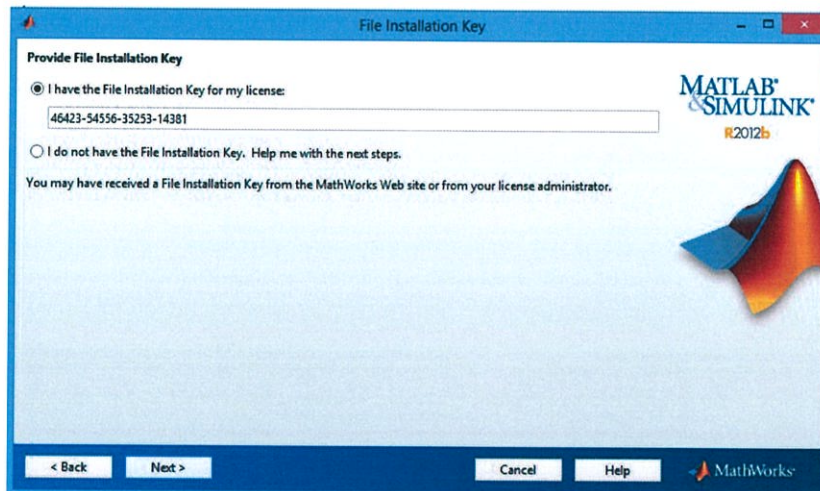 File Installation Key
Provide File Installation Key
I have the File Installation Key for my license:
46423-54556-35253-14381
I do not have the File Installation Key. Help me with the next steps.
You may have received a File Installation Key from the MathWorks Web site or from your license administrator.
MATLAB®
&SIMULINK®
R2012b
< Back
Next >
Cancel
Help
MathWorks®